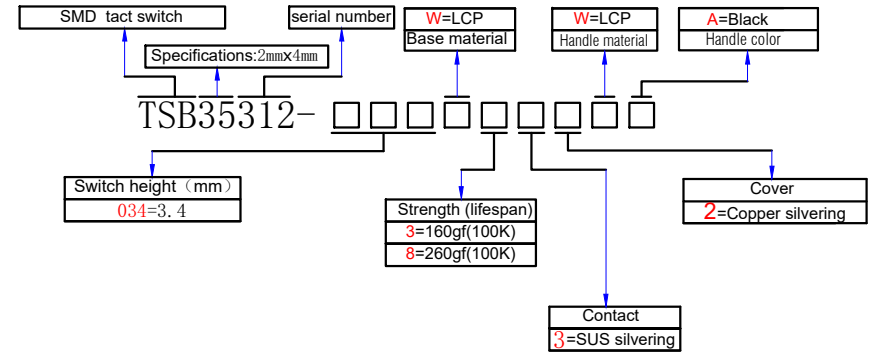 SMD tact switch
serial number
W=LCP
Base material
W=LCP
Handle material
A=Black
Handle color
Specifications:2mmx4mm
TSB35312-□□□□□□□□□
Switch height（mm）
034=3.4
Strength (lifespan)
3=160gf(100K)
8=260gf(100K)
Cover
2=Copper silvering
Contact
3=SUS silvering